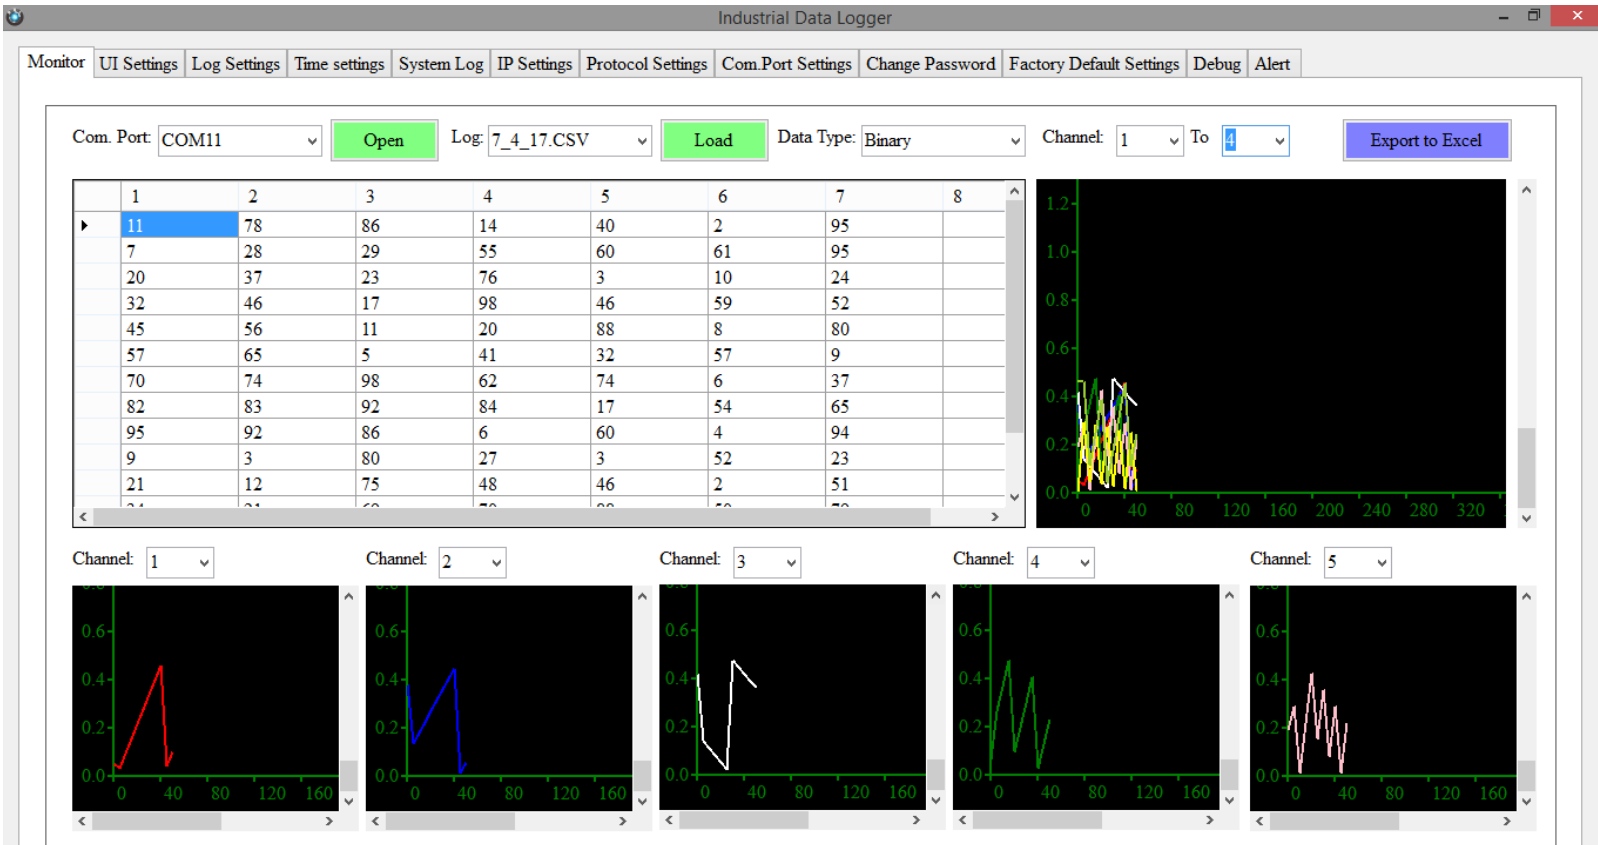 Industrial Data Logger
Monitor UI Settings Log Settings Time settings System Log IP Settings Protocol Settings Com.Port Settings Change Password Factory Default Settings Debug Alert
Com. Port: COM11 Open Log: 7_4_17.CSV Load Data Type: Binary Channel: 1 To 4 Export to Excel
1 2 3 4 5 6 7 8
11 78 86 14 40 2 95
7 28 29 55 60 61 95
20 37 23 76 3 10 24
32 46 17 98 46 59 52
45 56 11 20 88 8 80
57 65 5 41 32 57 9
70 74 98 62 74 6 37
82 83 92 84 17 54 65
95 92 86 6 60 4 94
9 3 80 27 3 52 23
21 12 75 48 46 2 51
1.2
1.0
0.8
0.6
0.4
0.2
0.0
0 40 80 120 160 200 240 280 320
Channel: 1 Channel: 2 Channel: 3 Channel: 4 Channel: 5
0.6 0.6 0.6 0.6 0.6
0.4 0.4 0.4 0.4 0.4
0.2 0.2 0.2 0.2 0.2
0.0 0.0 0.0 0.0 0.0
0 40 80 120 160 0 40 80 120 160 0 40 80 120 160 0 40 80 120 160 0 40 80 120 160